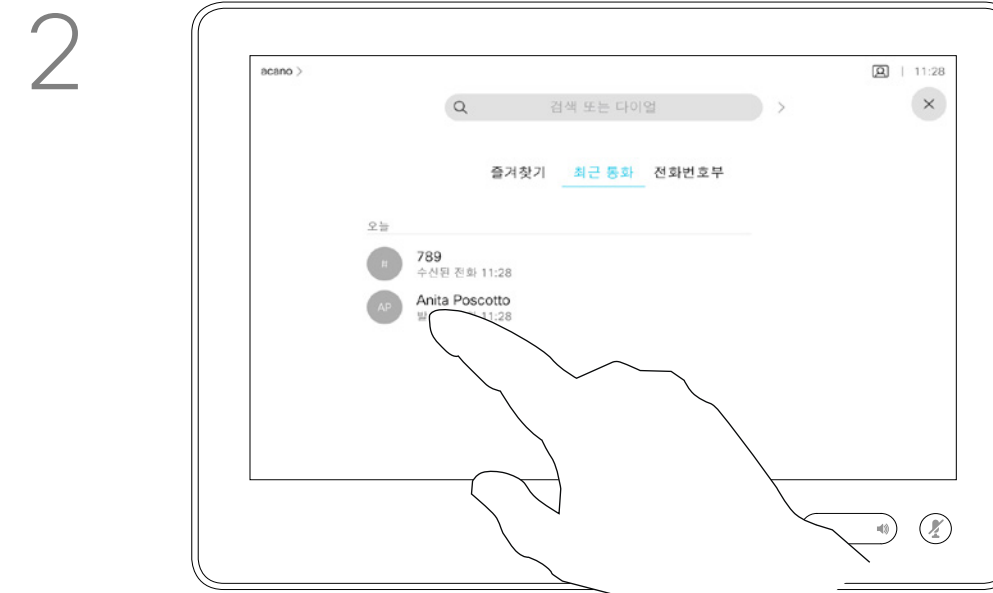 2
acano >
11:28
검색 또는 다이얼
즐겨찾기 최근 통화 전화번호부
오늘
789
수신된 전화 11:28
AP
Anita Poscotto
11:28